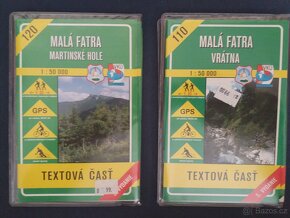 120
MALÁ FATRA
MARTINSKÉ HOLE
1 : 50 000
GPS
TEXTOVÁ ČASŤ
110
MALÁ FATRA
VRÁTNA
1 : 50 000
GPS
TEXTOVÁ ČASŤ